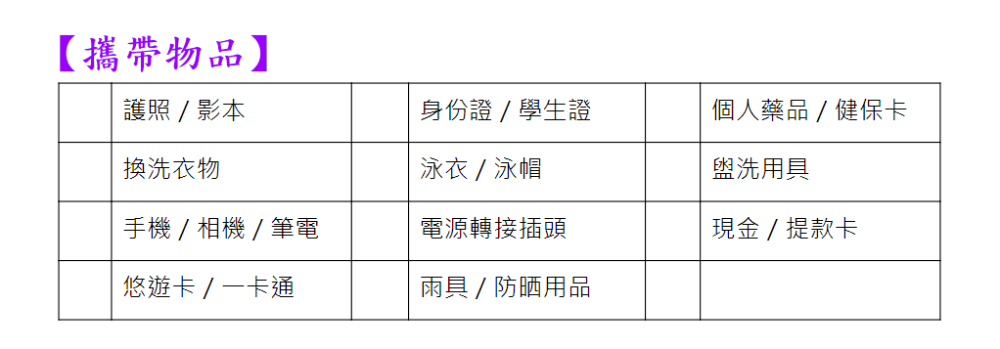 【攜帶物品】
護照 / 影本 身份證 / 學生證 個人藥品 / 健保卡
換洗衣物 泳衣 / 泳帽 盥洗用具
手機 / 相機 / 筆電 電源轉接插頭 現金 / 提款卡
悠遊卡 / 一卡通 雨具 / 防晒用品